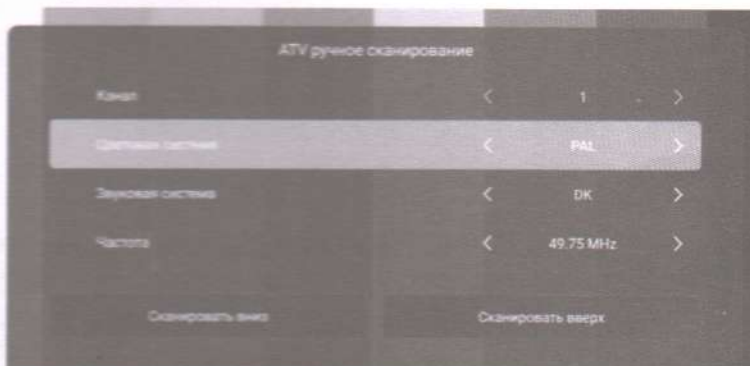 ATV ручное сканирование
Канал < 1 >
Цветовая система < PAL >
Звуковая система < DK >
Частота < 49.75 MHz >
Сканировать вниз Сканировать вверх